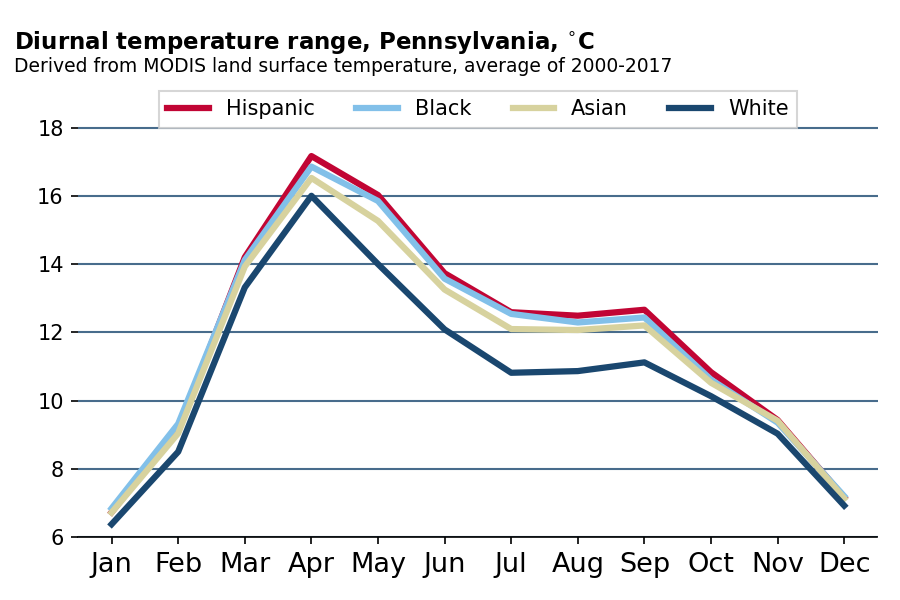 Diurnal temperature range, Pennsylvania, °C
Derived from MODIS land surface temperature, average of 2000-2017
Hispanic Black Asian White
18
16
14
12
10
8
6
Jan Feb Mar Apr May Jun Jul Aug Sep Oct Nov Dec